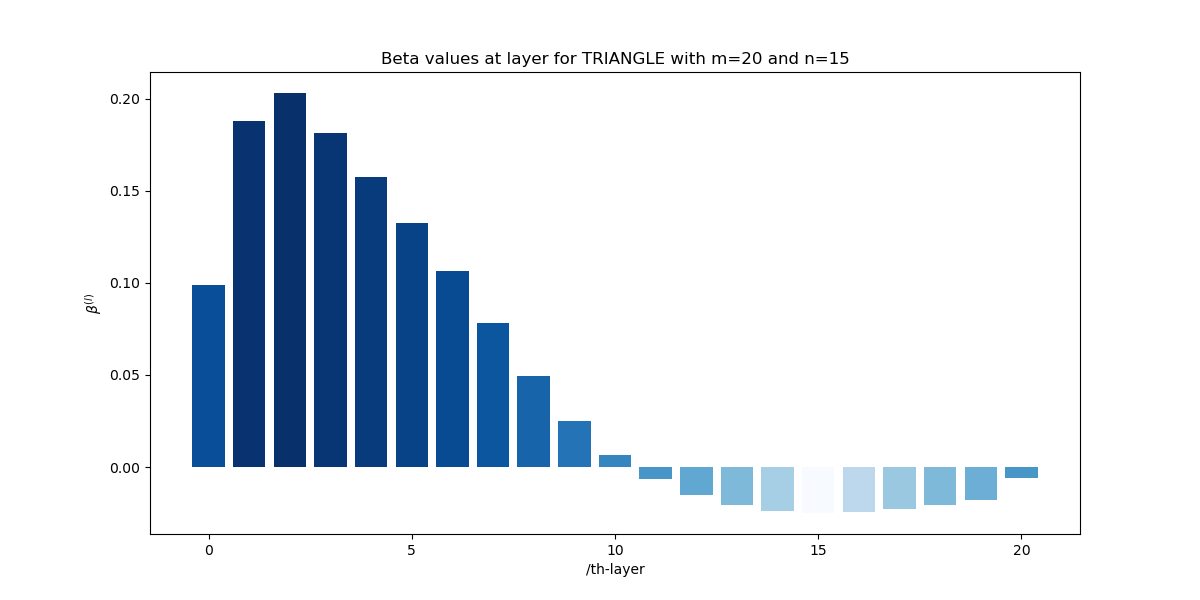 Beta values at layer for TRIANGLE with m=20 and n=15
0.20
0.15
0.10
0.05
0.00
β^(l)
0 5 10 15 20
/th-layer